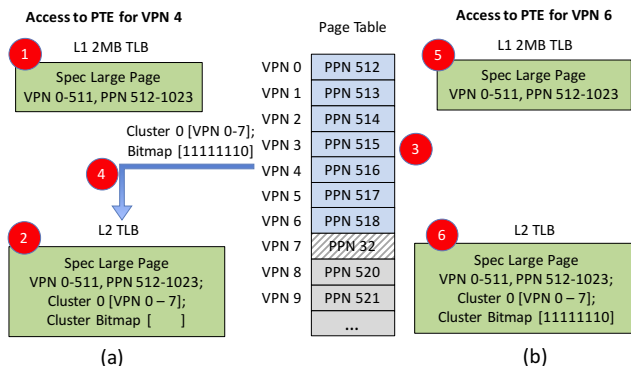 Access to PTE for VPN 4
L1 2MB TLB
1
Spec Large Page
VPN 0-511, PPN 512-1023
Cluster 0 [VPN 0-7];
Bitmap [11111110]
4
L2 TLB
2
Spec Large Page
VPN 0-511, PPN 512-1023;
Cluster 0 [VPN 0 – 7];
Cluster Bitmap [ ]
(a)
Page Table
VPN 0 PPN 512
VPN 1 PPN 513
VPN 2 PPN 514
VPN 3 PPN 515
VPN 4 PPN 516
VPN 5 PPN 517
VPN 6 PPN 518
VPN 7 PPN 32
VPN 8 PPN 520
VPN 9 PPN 521
...
3
Access to PTE for VPN 6
L1 2MB TLB
5
Spec Large Page
VPN 0-511, PPN 512-1023
L2 TLB
6
Spec Large Page
VPN 0-511, PPN 512-1023;
Cluster 0 [VPN 0 – 7];
Cluster Bitmap [11111110]
(b)